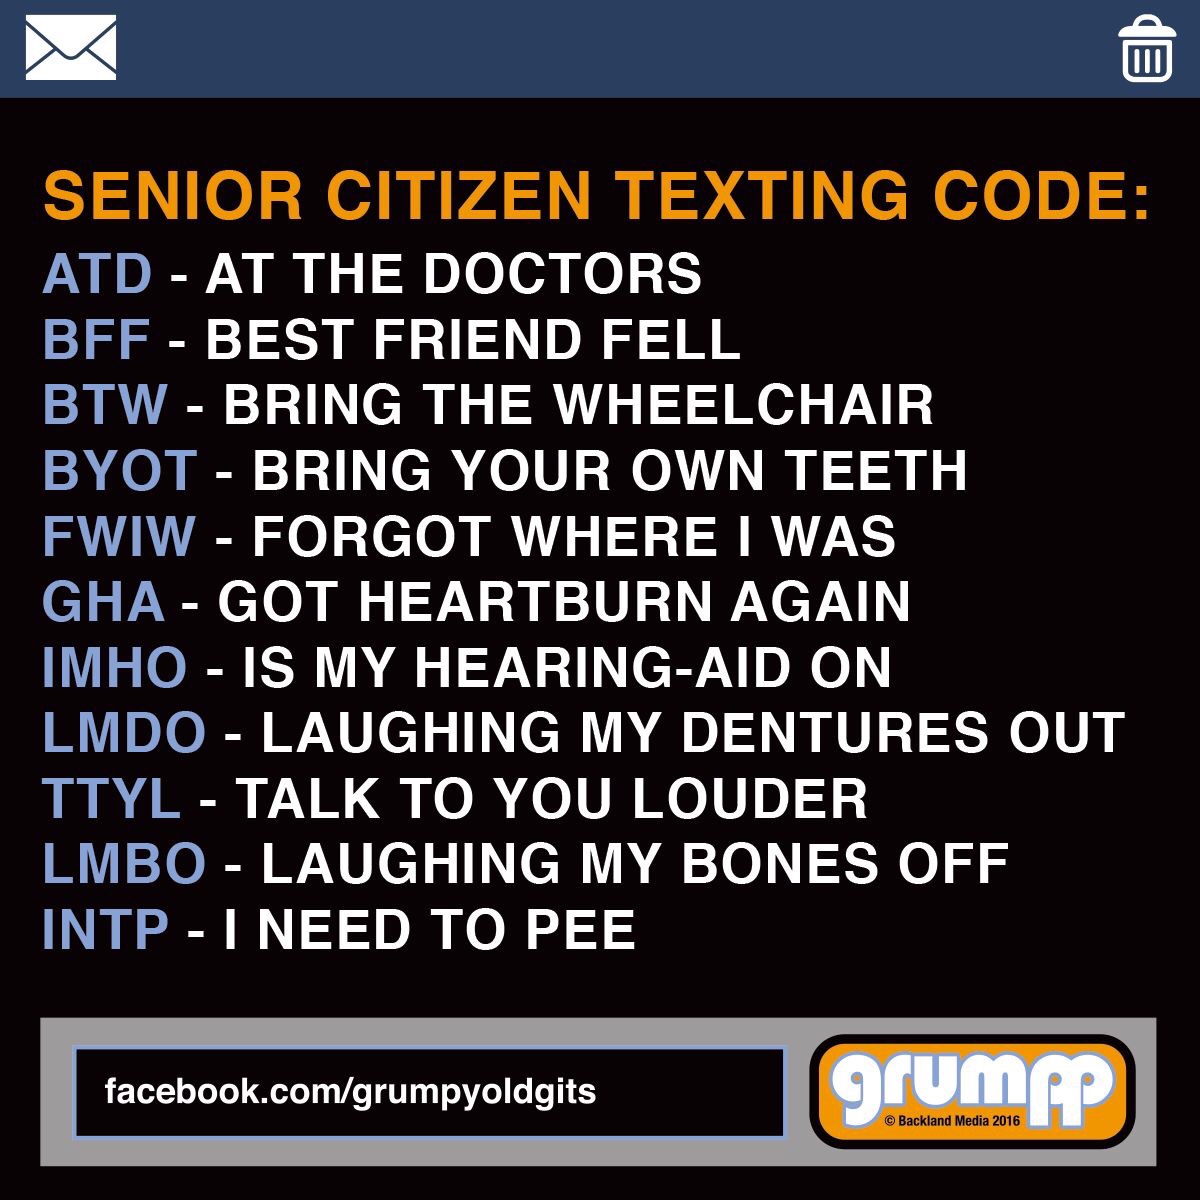 SENIOR CITIZEN TEXTING CODE:
ATD - AT THE DOCTORS
BFF - BEST FRIEND FELL
BTW - BRING THE WHEELCHAIR
BYOT - BRING YOUR OWN TEETH
FWIW - FORGOT WHERE I WAS
GHA - GOT HEARTBURN AGAIN
IMHO - IS MY HEARING-AID ON
LMDO - LAUGHING MY DENTURES OUT
TTYL - TALK TO YOU LOUDER
LMBO - LAUGHING MY BONES OFF
INTP - I NEED TO PEE
facebook.com/grumpyoldgits
grumpp
© Backland Media 2016